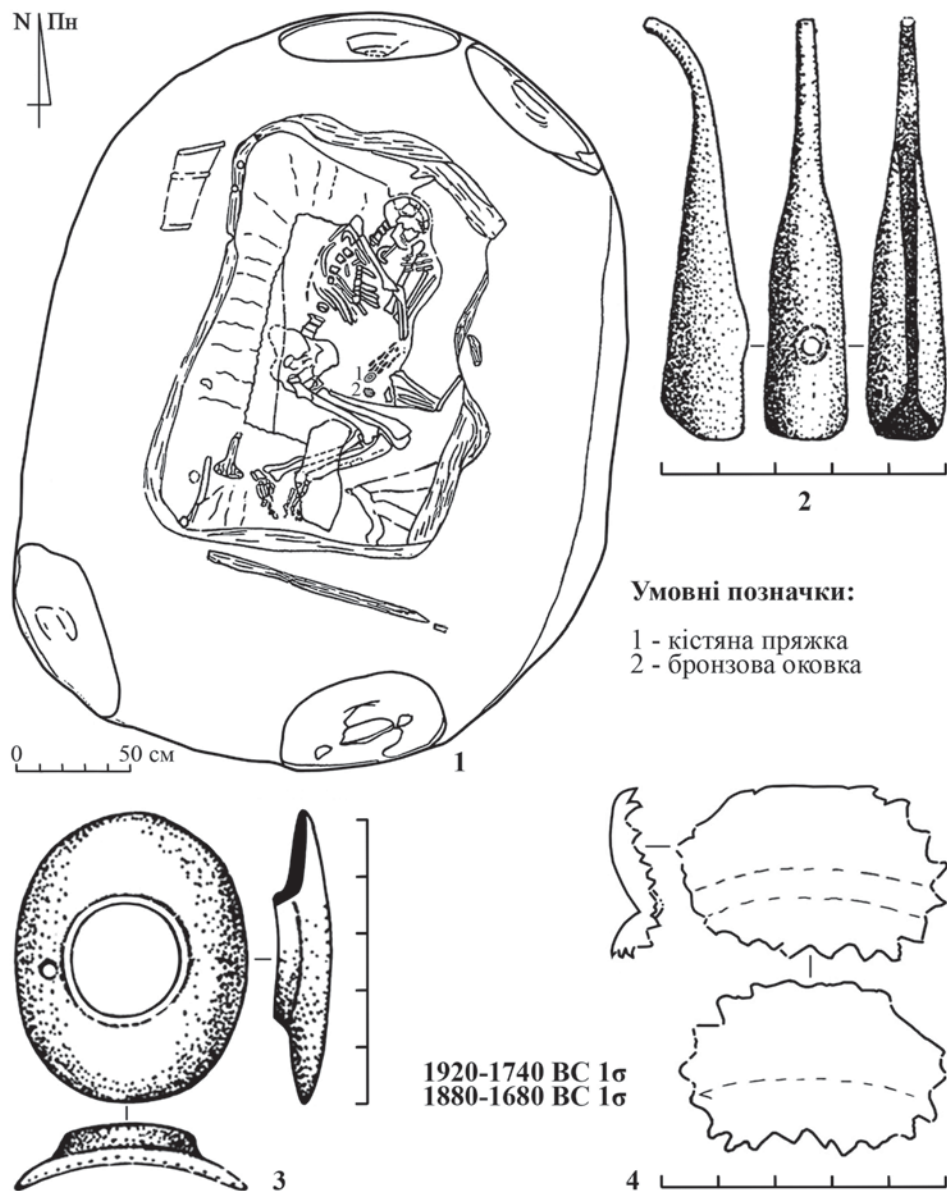 N Пн
1
2
2
Умовні позначки:
1 - кістяна пряжка
2 - бронзова оковка
0 50 см
1
1920-1740 BC 1σ
1880-1680 BC 1σ
3
4